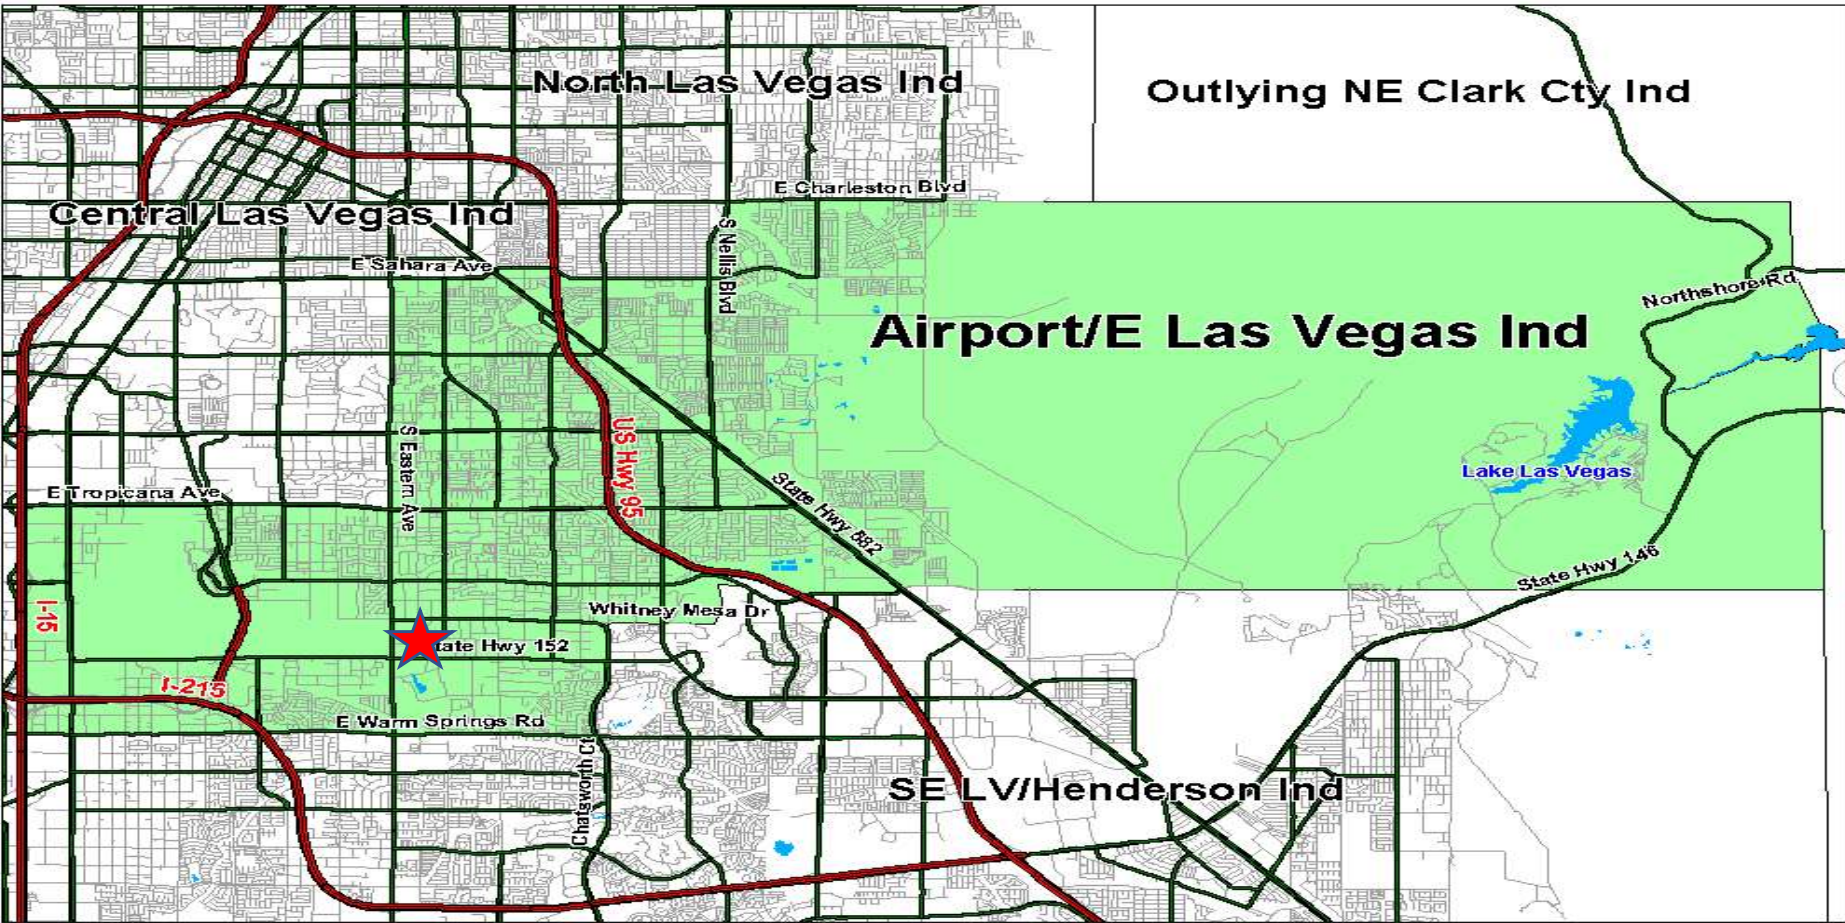 North Las Vegas Ind
Outlying NE Clark Cty Ind
E Charleston Blvd
Central Las Vegas Ind
S Nellis Blvd
E Sahara Ave
Northshore Rd
Airport/E Las Vegas Ind
S Eastern Ave
US Hwy 95
Lake Las Vegas
E Tropicana Ave
State Hwy 582
State Hwy 146
I-15
Whitney Mesa Dr
tate Hwy 152
I-215
E Warm Springs Rd
Chatsworth Ct
SE LV/Henderson Ind